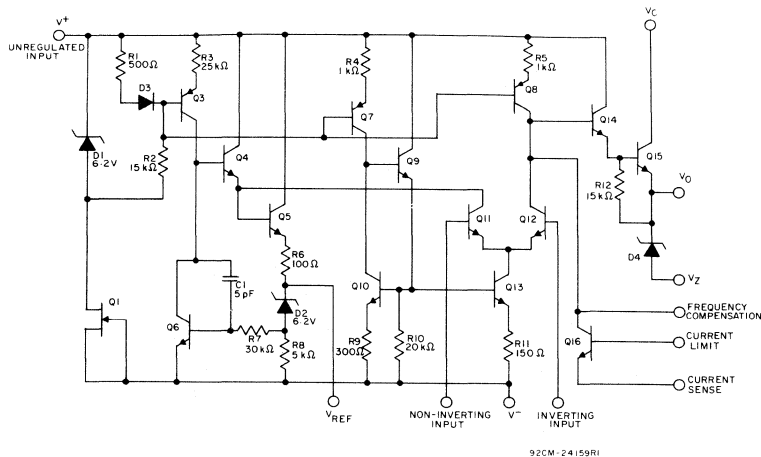 V+
UNREGULATED
INPUT
R1
500Ω
R3
25kΩ
D3
Q3
R4
1kΩ
Q7
R5
1kΩ
Q8
VC
Q14
D1
6·2V
R2
15kΩ
Q4
Q5
Q9
Q11
Q12
R12
15kΩ
Q15
VO
D4
VZ
R6
100Ω
C1
5pF
D2
6.2V
Q1
Q6
R7
30kΩ
R8
5kΩ
Q10
R9
300Ω
R10
20kΩ
Q13
R11
150Ω
Q16
FREQUENCY
COMPENSATION
CURRENT
LIMIT
CURRENT
SENSE
VREF
NON-INVERTING
INPUT
V−
INVERTING
INPUT
92CM-24159R1